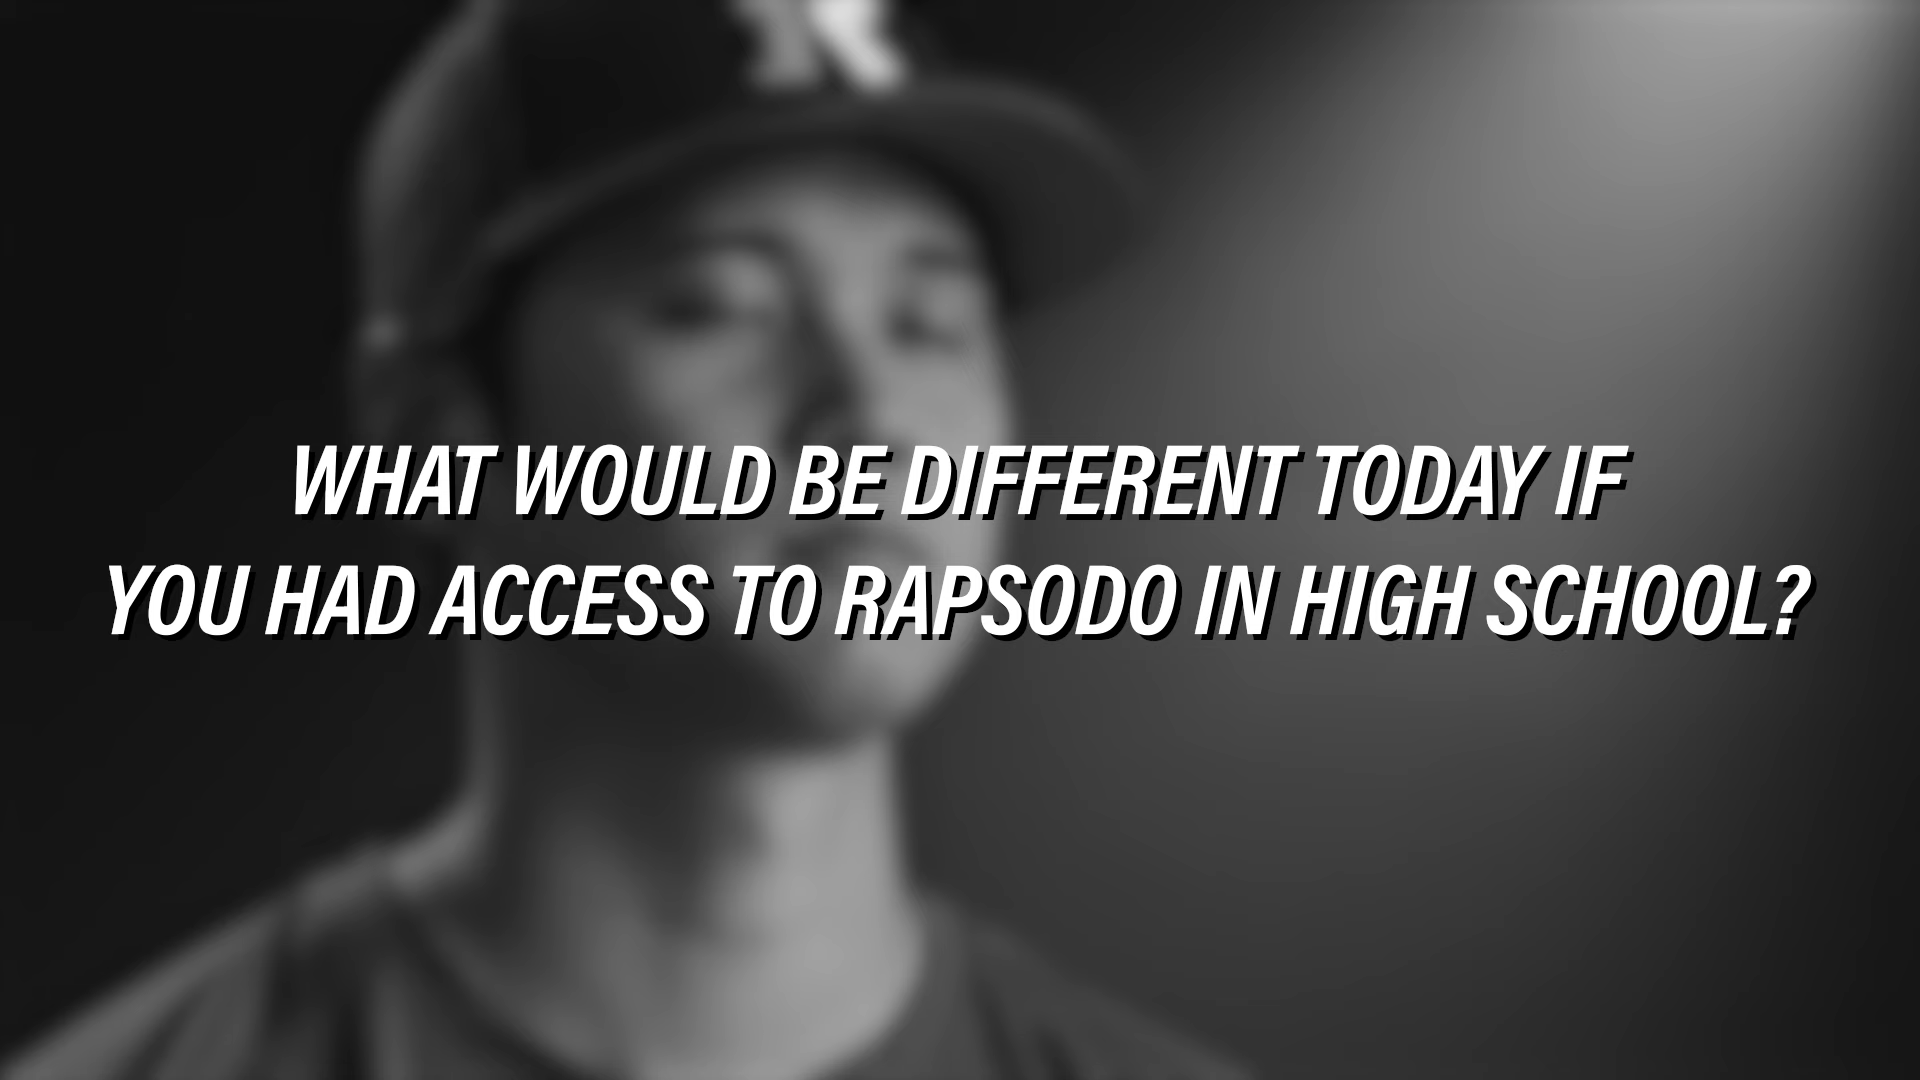 WHAT WOULD BE DIFFERENT TODAY IF
YOU HAD ACCESS TO RAPSODO IN HIGH SCHOOL?